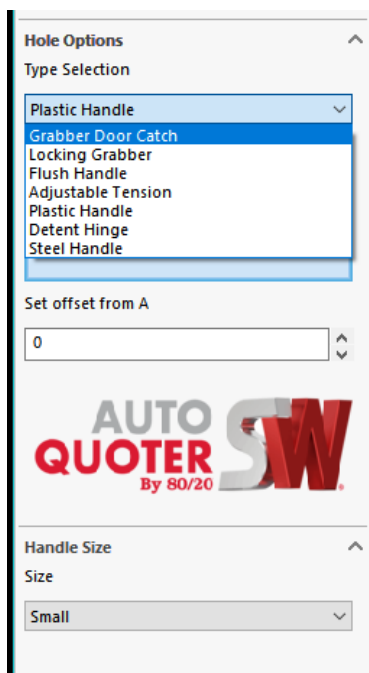 Hole Options
Type Selection
Plastic Handle
Grabber Door Catch
Locking Grabber
Flush Handle
Adjustable Tension
Plastic Handle
Detent Hinge
Steel Handle
Set offset from A
0
AUTO
QUOTER SW
By 80/20
Handle Size
Size
Small